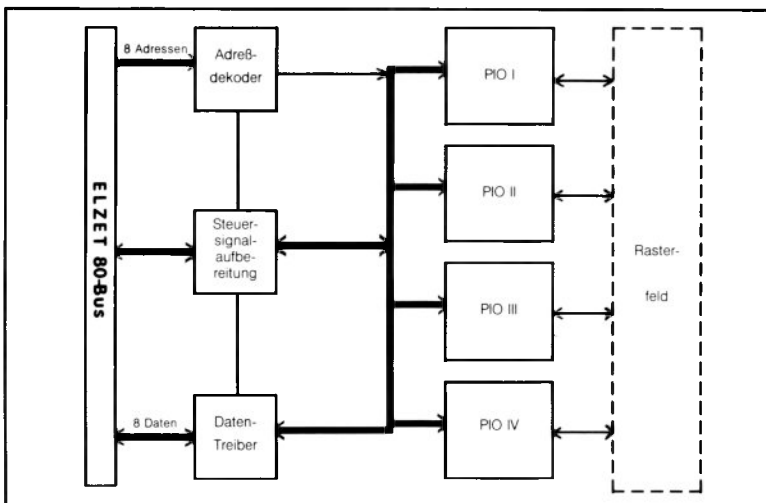 8 Adressen
Adreß-
dekoder
PIO I
PIO II
ELZET 80-Bus
Steuer-
signal-
aufbe-
reitung
Raster-
feld
PIO III
8 Daten
Daten-
Treiber
PIO IV